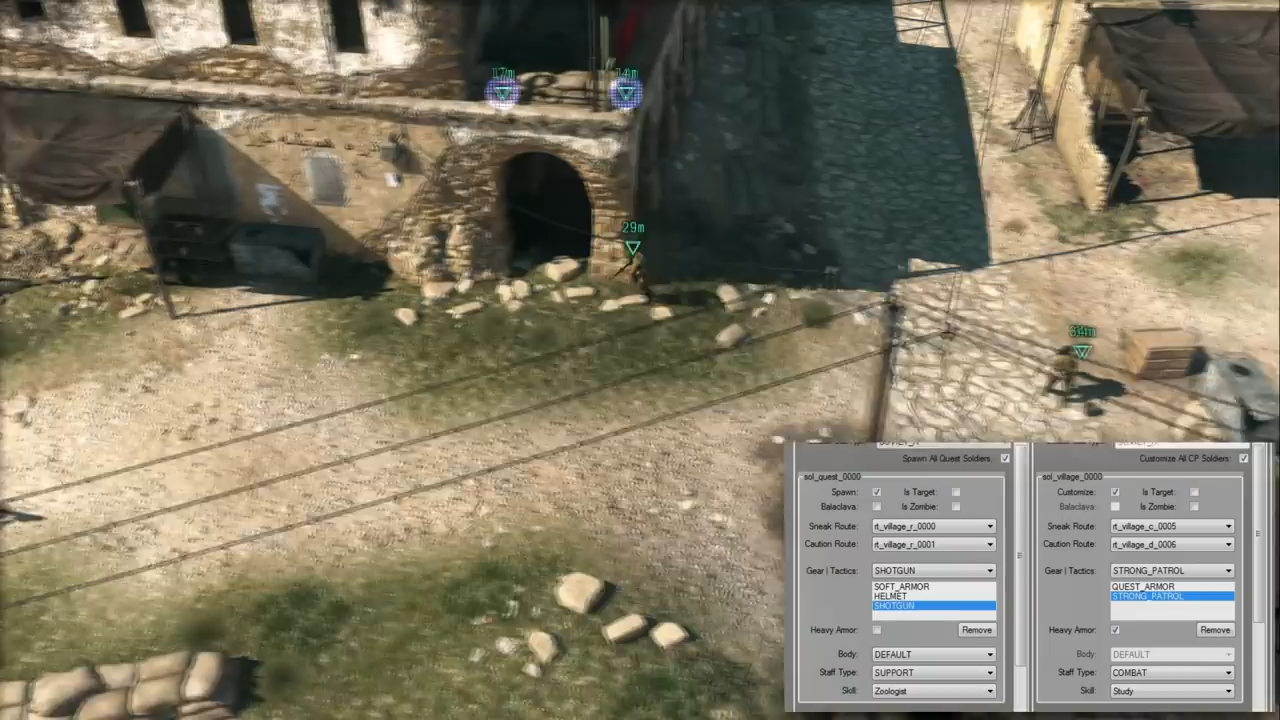 17m
14m
29m
Spawn All Quest Soldiers:
Customize All CP Soldiers:
sol_quest_0000
Spawn:
Is Target:
Balaclava:
Is Zombie:
Sneak Route:
rt_village_r_0000
Caution Route:
rt_village_r_0001
Gear | Tactics:
SHOTGUN
SOFT_ARMOR
HELMET
SHOTGUN
Heavy Armor:
Remove
Body:
DEFAULT
Staff Type:
SUPPORT
Skill:
Zoologist
sol_village_0000
Customize:
Is Target:
Balaclava:
Is Zombie:
Sneak Route:
rt_village_c_0005
Caution Route:
rt_village_d_0006
Gear | Tactics:
STRONG_PATROL
QUEST_ARMOR
STRONG_PATROL
Heavy Armor:
Remove
Body:
DEFAULT
Staff Type:
COMBAT
Skill:
Study